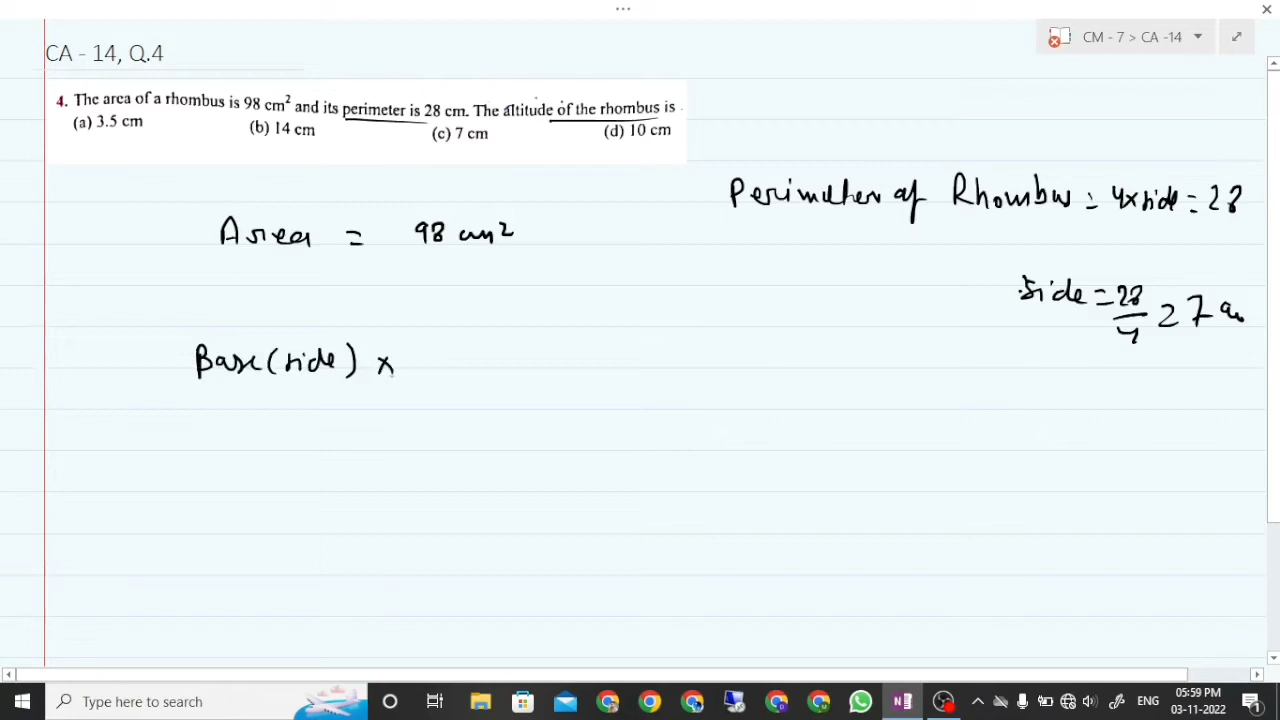 CM - 7 > CA -14
CA - 14, Q.4
4. The area of a rhombus is 98 cm² and its perimeter is 28 cm. The altitude of the rhombus is
(a) 3.5 cm (b) 14 cm (c) 7 cm (d) 10 cm
Perimeter of Rhombus = 4xside = 28
Area = 98 cm²
Side = 28/4 = 7 cm
Base(side) x
Type here to search
ENG
05:59 PM
03-11-2022
1